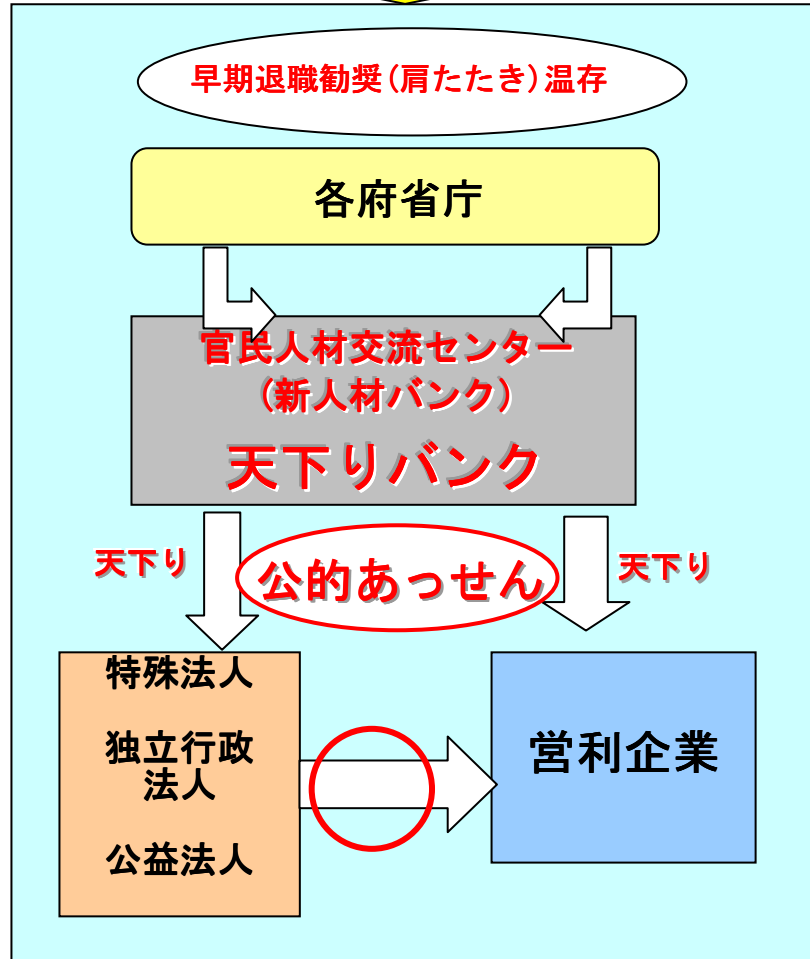 早期退職勧奨(肩たたき)温存
各府省庁
官民人材交流センター
(新人材バンク)
天下りバンク
天下り
公的あっせん
天下り
特殊法人
独立行政
法人
公益法人
営利企業